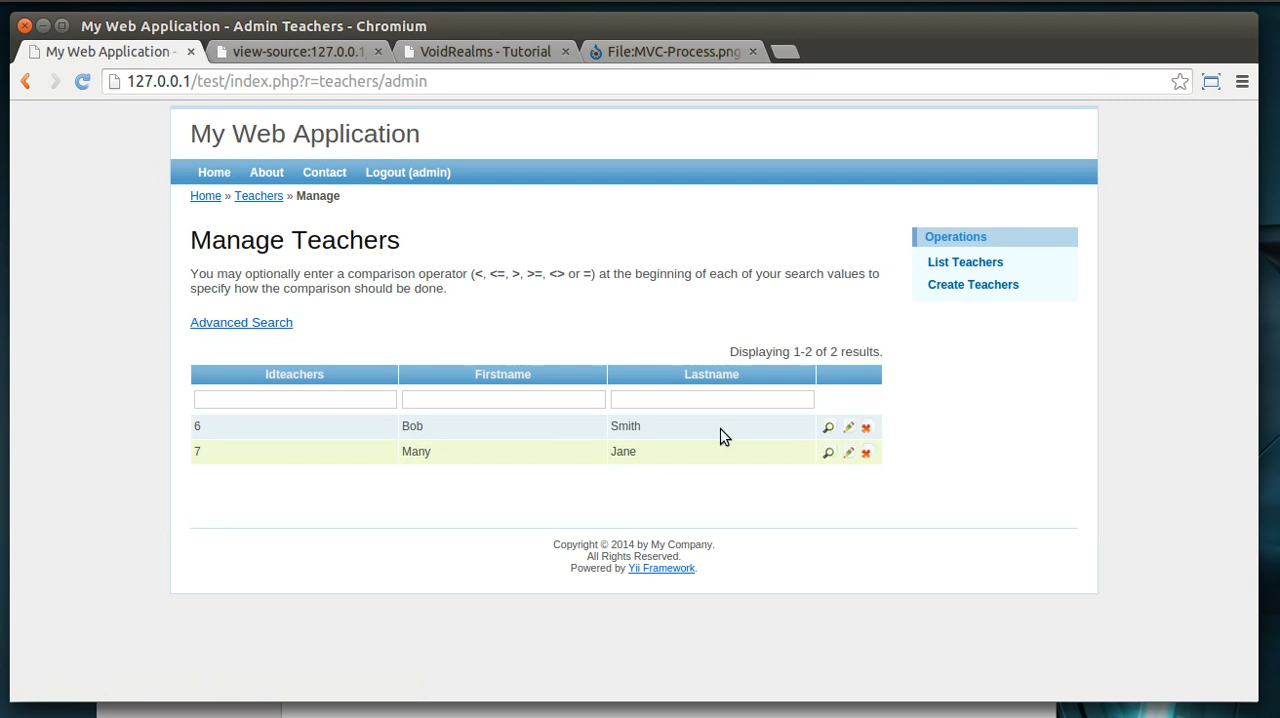 My Web Application - Admin Teachers - Chromium
My Web Application -
view-source:127.0.0.1
VoidRealms - Tutorial
File:MVC-Process.png
127.0.0.1/test/index.php?r=teachers/admin
My Web Application
Home About Contact Logout (admin)
Home » Teachers » Manage
Manage Teachers
You may optionally enter a comparison operator (<, <=, >, >=, <> or =) at the beginning of each of your search values to
specify how the comparison should be done.
Advanced Search
Displaying 1-2 of 2 results.
Idteachers Firstname Lastname
6 Bob Smith
7 Many Jane
Operations
List Teachers
Create Teachers
Copyright © 2014 by My Company.
All Rights Reserved.
Powered by Yii Framework.